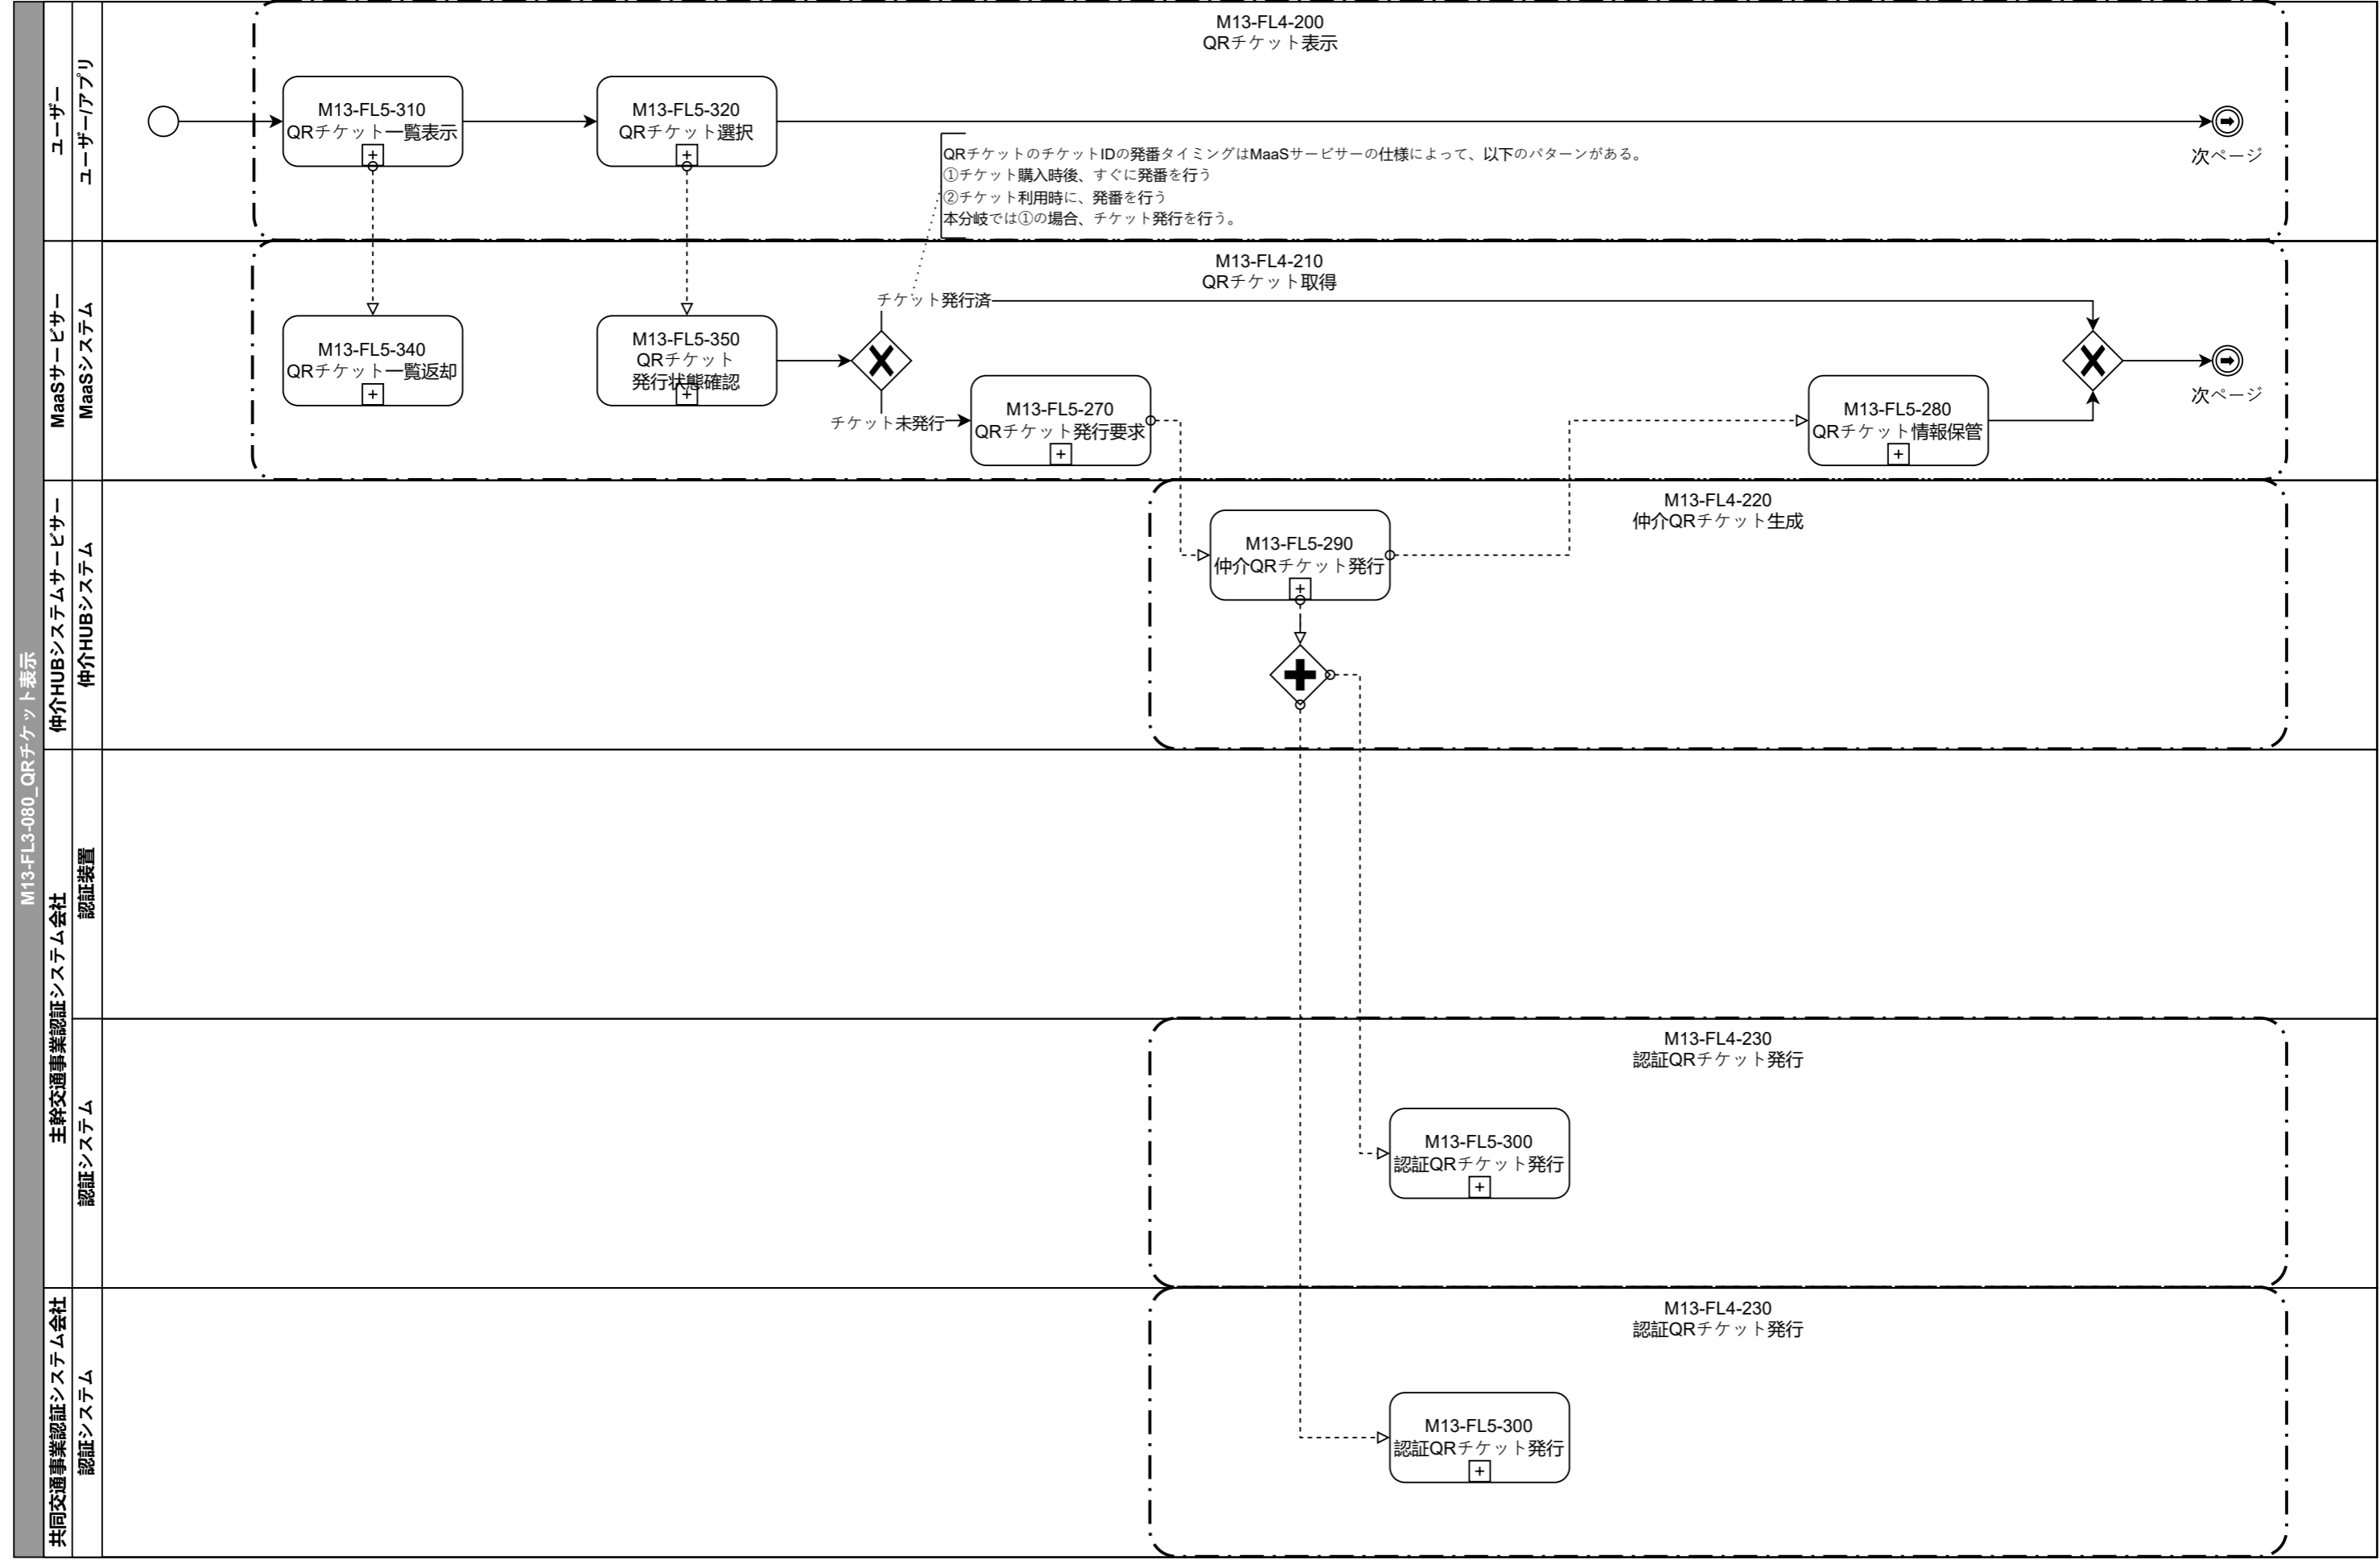 M13-FL3-080_QRチケット表示
ユーザー
ユーザー/アプリ
M13-FL4-200
QRチケット表示
M13-FL5-310
QRチケット一覧表示
M13-FL5-320
QRチケット選択
次ページ
QRチケットのチケットIDの発番タイミングはMaaSサービサーの仕様によって、以下のパターンがある。
①チケット購入時後、すぐに発番を行う
②チケット利用時に、発番を行う
本分岐では①の場合、チケット発行を行う。
MaaSサービサー
MaaSシステム
M13-FL4-210
QRチケット取得
M13-FL5-340
QRチケット一覧返却
M13-FL5-350
QRチケット
発行状態確認
チケット発行済
チケット未発行
M13-FL5-270
QRチケット発行要求
M13-FL5-280
QRチケット情報保管
次ページ
仲介HUBシステムサービサー
仲介HUBシステム
M13-FL4-220
仲介QRチケット生成
M13-FL5-290
仲介QRチケット発行
主幹交通事業認証システム会社
認証装置
認証システム
M13-FL4-230
認証QRチケット発行
M13-FL5-300
認証QRチケット発行
共同交通事業認証システム会社
認証システム
M13-FL4-230
認証QRチケット発行
M13-FL5-300
認証QRチケット発行